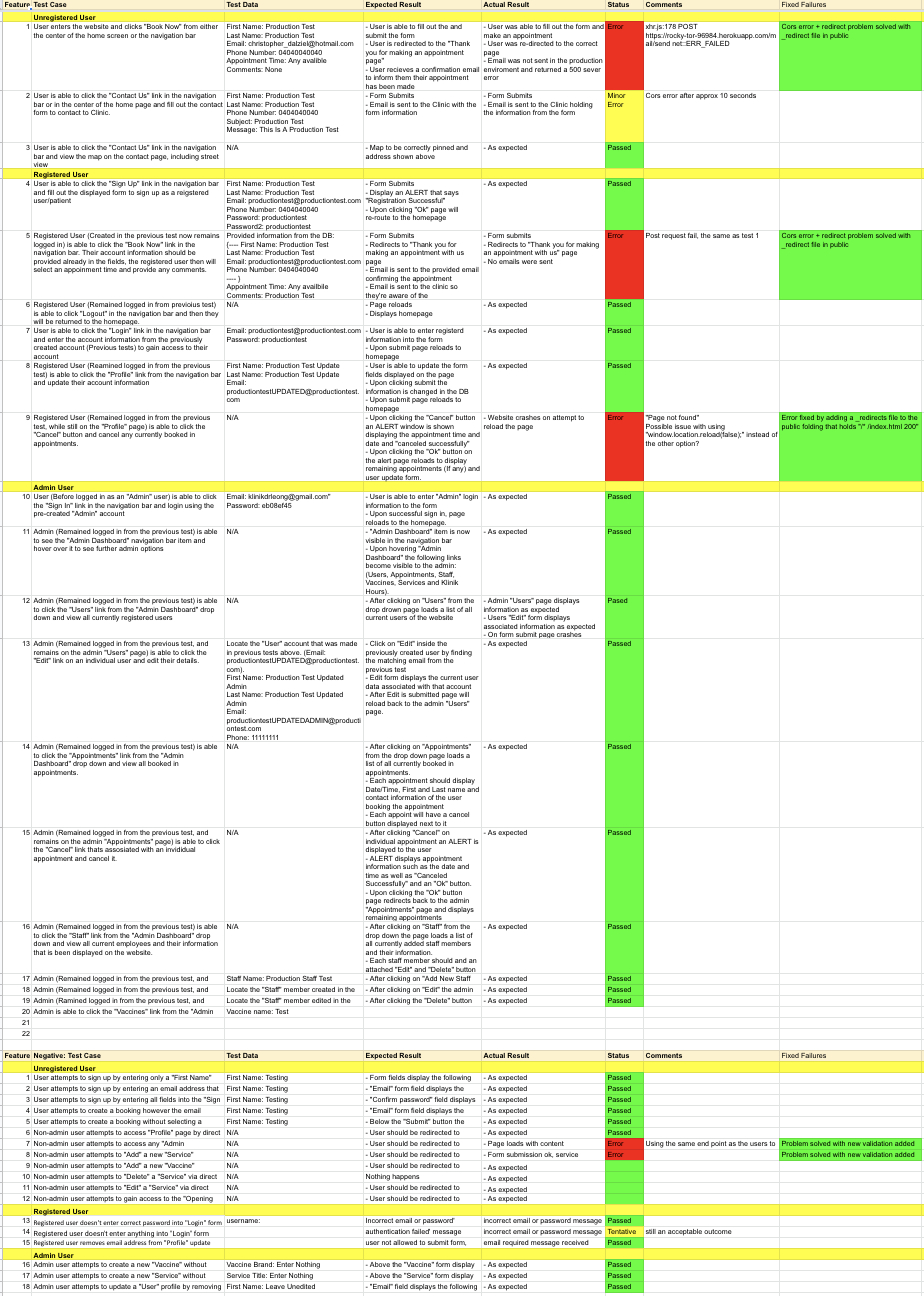 Feature Test Case Test Data Expected Result Actual Result Status Comments Fixed Failures
Unregistered User
1 User enters the website and clicks "Book Now" from either
the center of the home screen or the navigation bar
First Name: Production Test
Last Name: Production Test
Email: christopher_dalziel@hotmail.com
Phone Number: 04040040040
Appointment Time: Any avalible
Comments: None
- User is able to fill out the and
submit the form
- User is redirected to the "Thank
you for making an appointment
page"
- User recieves a confirmation email
to inform them their appointment
has been made
- User was able to fill out the form and
make an appointment
- User was re-directed to the correct
page
- Email was not sent in the production
enviroment and returned a 500 sever
error
Error
xhr.js:178 POST
https://rocky-tor-96984.herokuapp.com/m
ail/send net::ERR_FAILED
Cors error + redirect problem solved with
_redirect file in public
2 User is able to click the "Contact Us" link in the navigation
bar or in the center of the home page and fill out the contact
form to contact to Clinic.
First Name: Production Test
Last Name: Production Test
Phone Number: 0404040040
Subject: Production Test
Message: This Is A Production Test
- Form Submits
- Email is sent to the Clinic with the
form information
- Form Submits
- Email is sent to the Clinic holding
the information from the form
Minor
Error
Cors error after approx 10 seconds
3 User is able to click the "Contact Us" link in the navigation
bar and view the map on the contact page, including street
view
N/A
- Map to be correctly pinned and
address shown above
- As expected
Passed
Registered User
4 User is able to click the "Sign Up" link in the navigation bar
and fill out the displayed form to sign up as a reigstered
user/patient
First Name: Production Test
Last Name: Production Test
Email: productiontest@productiontest.com
Phone Number: 0404040040
Password: productiontest
Password2: productiontest
- Form Submits
- Display an ALERT that says
"Registration Successful"
- Upon clicking "Ok" page will
re-route to the homepage
- As expected
Passed
5 Registered User (Created in the previous test now remains
logged in) is able to click the "Book Now" link in the
navigation bar. Their account information should be
provided already in the fields, the registered user then will
select an appoinment time and provide any comments.
Provided information from the DB:
(---- First Name: Production Test
Last Name: Production Test
Email: productiontest@productiontest.com
Phone Number: 0404040040
---- )
Appointment Time: Any availbile
Comments: Production Test
- Form Submits
- Redirects to "Thank you for
making an appointment with us
page
- Email is sent to the provided email
confirming the appointment
- Email is sent to the clinic so
they're aware of the
- Form submits
- Redirects to "Thank you for making
an appointment with us" page
- No emails were sent
Error
Post request fail, the same as test 1
Cors error + redirect problem solved with
_redirect file in public
6 Registered User (Remained logged in from previoius test)
is able to click "Logout" in the navigation bar and then they
will be returned to the homepage.
N/A
- Page reloads
- Displays homepage
- As expected
Passed
7 User is able to click the "Login" link in the navigation bar
and enter the account information from the previously
created account (Previous tests) to gain access to their
account
Email: productiontest@productiontest.com
Password: productiontest
- User is able to enter registerd
information into the form
- Upon submit page reloads to
homepage
- As expected
Passed
8 Registered User (Reamined logged in from the previous
test) is able to click the "Profile" link from the navigation bar
and update their account information
First Name: Production Test Update
Last Name: Production Test Update
Email:
productiontestUPDATED@productiontest.
com
- User is able to update the form
fields displayed on the page
- Upon clicking submit the
information is changed in the DB
- Upon submit page reloads to
homepage
- As expected
Passed
9 Registered User (Remained logged in from the previous
test, while still on the "Profile" page) is able to click the
"Cancel" button and cancel any currently booked in
appointments.
N/A
- Upon clicking the "Cancel" button
an ALERT window is shown
displaying the appointment time and
date and "canceled successfully"
- Upon clicking the "Ok" button on
the alert page reloads to display
remaining appointments (if any) and
user update form.
- Website crashes on attempt to
reload the page
Error
"Page not found"
Possible issue with using
"window.location.reload(false);" instead of
the other option?
Error fixed by adding a _redirects file to the
public folder that holds "/* /index.html 200"
Admin User
10 User (Before logged in as an "Admin" user) is able to click
the "Sign In" link in the navigation bar and login using the
pre-created "Admin" account
Email: klinikdrleong@gmail.com"
Password: eb08ef45
- User is able to enter "Admin" login
information to the form
- Upon successful sign in, page
reloads to the homepage.
- As expected
Passed
11 Admin (Remained logged in from the previous test) is able
to see the "Admin Dashboard" navigation bar item and
hover over it to see further admin options
N/A
- "Admin Dashboard" item is now
visible in the navigation bar
- Upon hovering "Admin
Dashboard" the following links
become visible to the admin:
(Users, Appointments, Staff,
Vaccines, Services and Klinik
Hours).
- As expected
Passed
12 Admin (Remained logged in from the previous test) is able
to click the "Users" link from the "Admin Dashboard" drop
down and view all currently registered users
N/A
- After clicking on "Users" from the
drop drown page loads a list of all
current users of the website
- Admin "Users" page displays
information as expected
- Users "Edit" form displays
associated information as expected
- On form submit page crashes
Pased
13 Admin (Remained logged in from the previous test, and
remains on the admin "Users" page) is able to click the
"Edit" link on an individual user and edit their details.
Locate the "User" account that was made
in previous tests above. (Email:
productiontestUPDATED@productiontest.
com).
First Name: Production Test Updated
Admin
Last Name: Production Test Updated
Admin
Email:
productiontestUPDATEDADMIN@producti
ontest.com
Phone: 11111111
- Click on "Edit" inside the
previously created user by finding
the matching email from the
previous test
- Edit form displays the current user
data associated with that account
- After Edit is submitted page will
reload back to the admin "Users"
page.
- As expected
Passed
14 Admin (Remained logged in from the previous test) is able
to click the "Appointments" link from the "Admin
Dashboard" drop down and view all booked in
appointments.
N/A
- After clicking on "Appointments"
from the drop down page loads a
list of all currently booked in
appointments.
- Each appointment should display
Date/Time, First and Last name and
contact information of the user
booking the appointment
- Each appoint will have a cancel
button displayed next to it
- As expected
Passed
15 Admin (Remained logged in from the previous test, and
remains on the admin "Appointments" page) is able to click
the "Cancel" link thats assosiated with an invidiidual
appointment and cancel it.
N/A
- After clicking "Cancel" on
individual appointment an ALERT is
displayed to the user
- ALERT displays appointment
information such as the date and
time as well as "Canceled
Successfully" and an "Ok" button.
- Upon clicking the "Ok" button
page redirects back to the admin
"Appointments" page and displays
remaining appointments
- As expected
Passed
16 Admin (Remained logged in from the previous test) is able
to click the "Staff" link from the "Admin Dashboard" drop
down and view all current employees and their information
that is been displayed on the website.
N/A
- After clicking on "Staff" from the
drop down the page loads a list of
all currently added staff members
and their information.
- Each staff member should and an
attached "Edit" and "Delete" button
- As expected
Passed
17 Admin (Remained logged in from the previous test, and Staff Name: Production Staff Test - After clicking on "Add New Staff - As expected Passed
18 Admin (Remained logged in from the previous test, and Locate the "Staff" member created in the - After clicking on "Edit" the admin - As expected Passed
19 Admin (Ramined logged in from the previous test, and Locate the "Staff" member edited in the - After clicking the "Delete" button - As expected Passed
20 Admin is able to click the "Vaccines" link from the "Admin Vaccine name: Test
21
22
Feature Negative: Test Case Test Data Expected Result Actual Result Status Comments Fixed Failures
Unregistered User
1 User attempts to sign up by entering only a "First Name" First Name: Testing - Form fields display the following - As expected Passed
2 User attempts to sign up by entering an email address that First Name: Testing - "Email" form field displays the - As expected Passed
3 User attempts to sign up by entering all fields into the "Sign First Name: Testing - "Confirm password" field displays - As expected Passed
4 User attempts to create a booking however the email First Name: Testing - "Email" form field displays the - As expected Passed
5 User attempts to create a booking without selecting a First Name: Testing - Below the "Submit" button the - As expected Passed
6 Non-admin user attempts to access "Profile" page by direct N/A - User should be redirected to - As expected Passed
7 Non-admin user attempts to access any "Admin N/A - User should be redirected to - Page loads with content Error Using the same end point as the users to Problem solved with new validation added
8 Non-admin user attempts to "Add" a new "Service" N/A - User should be redirected to - Form submission ok, service Error Problem solved with new validation added
9 Non-admin user attempts to "Add" a new "Vaccine" N/A - User should be redirected to - As expected
10 Non-admin user attempts to "Delete" a "Service" via direct N/A Nothing happens - As expected
11 Non-admin user attempts to "Edit" a "Service" via direct N/A - User should be redirected to - As expected
12 Non-admin user attempts to gain access to the "Opening N/A - User should be redirected to - As expected
Registered User
13 Registered user doesn't enter correct password into "Login" form username: Incorrect email or password' incorrect email or password message Passed
14 Registered user doesn't enter anything into "Login" form authentication failed' message incorrect email or password message Tentative still an acceptable outcome
15 Registered user removes email address from "Profile" update user not allowed to submit form, email required message received Passed
Admin User
16 Admin user attempts to create a new "Vaccine" without Vaccine Brand: Enter Nothing - Above the "Vaccine" form display - As expected Passed
17 Admin user attempts to create a new "Service" without Service Title: Enter Nothing - Above the "Service" form display - As expected Passed
18 Admin user attempts to update a "User" profile by removing First Name: Leave Unedited - "Email" field displays the following - As expected Passed